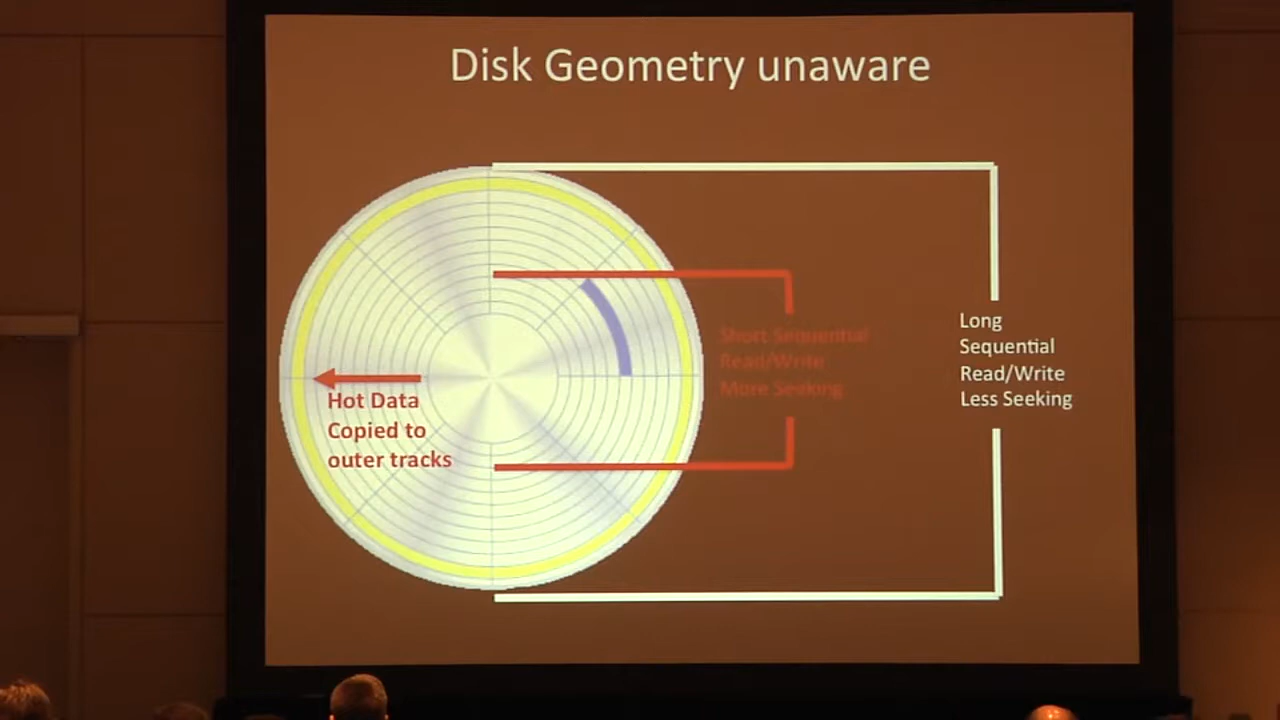 Disk Geometry unaware
Short Sequential
Read/Write
More Seeking
Long
Sequential
Read/Write
Less Seeking
Hot Data
Copied to
outer tracks